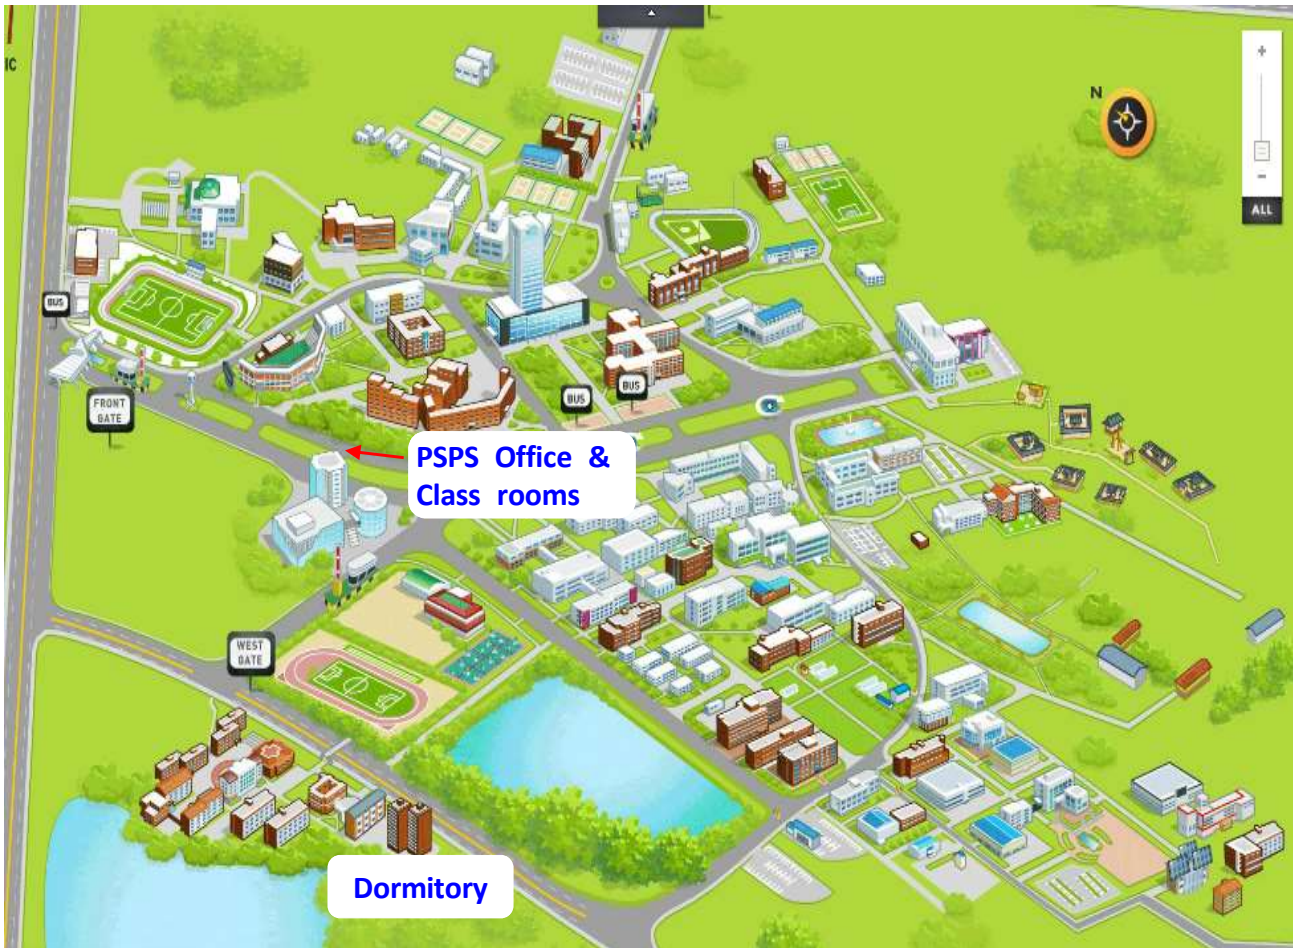 IC
N
+
-
ALL
BUS
FRONT
GATE
BUS
BUS
PSPS Office &
Class rooms
WEST
GATE
Dormitory